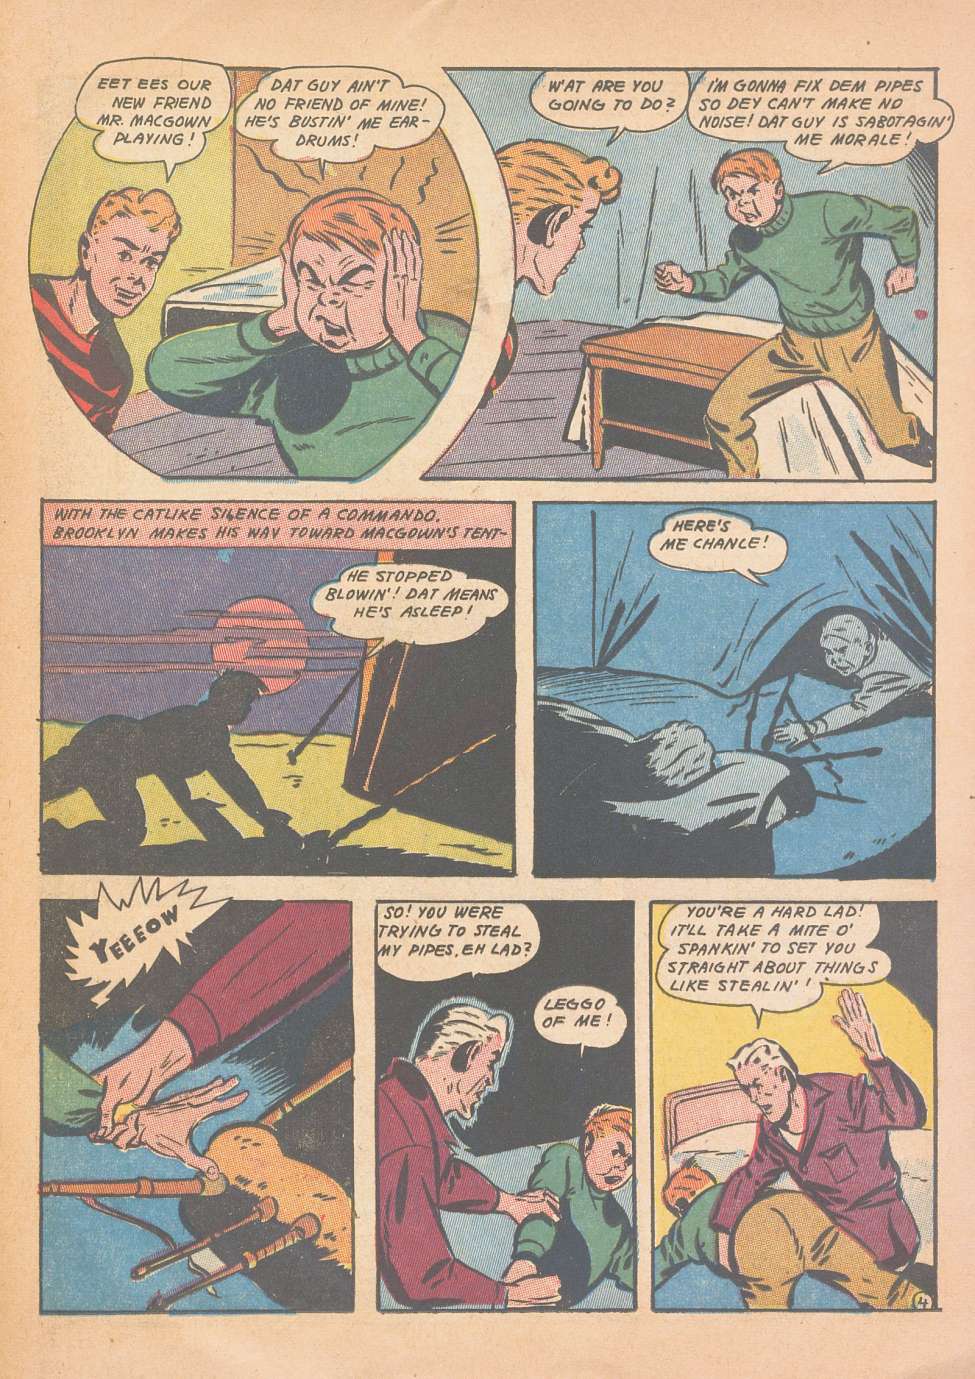 EET EES OUR
NEW FRIEND
MR. MACGOWN
PLAYING!
DAT GUY AIN'T
NO FRIEND OF MINE!
HE'S BUSTIN' ME EAR-
DRUMS!
W'AT ARE YOU
GOING TO DO?
I'M GONNA FIX DEM PIPES
SO DEY CAN'T MAKE NO
NOISE! DAT GUY IS SABOTAGIN'
ME MORALE!
WITH THE CATLIKE SILENCE OF A COMMANDO,
BROOKLYN MAKES HIS WAY TOWARD MACGOWN'S TENT-
HE STOPPED
BLOWIN'! DAT MEANS
HE'S ASLEEP!
HERE'S
ME CHANCE!
YEEEOW
SO! YOU WERE
TRYING TO STEAL
MY PIPES, EH LAD?
LEGGO
OF ME!
YOU'RE A HARD LAD!
IT'LL TAKE A MITE O'
SPANKIN' TO SET YOU
STRAIGHT ABOUT THINGS
LIKE STEALIN'!
4